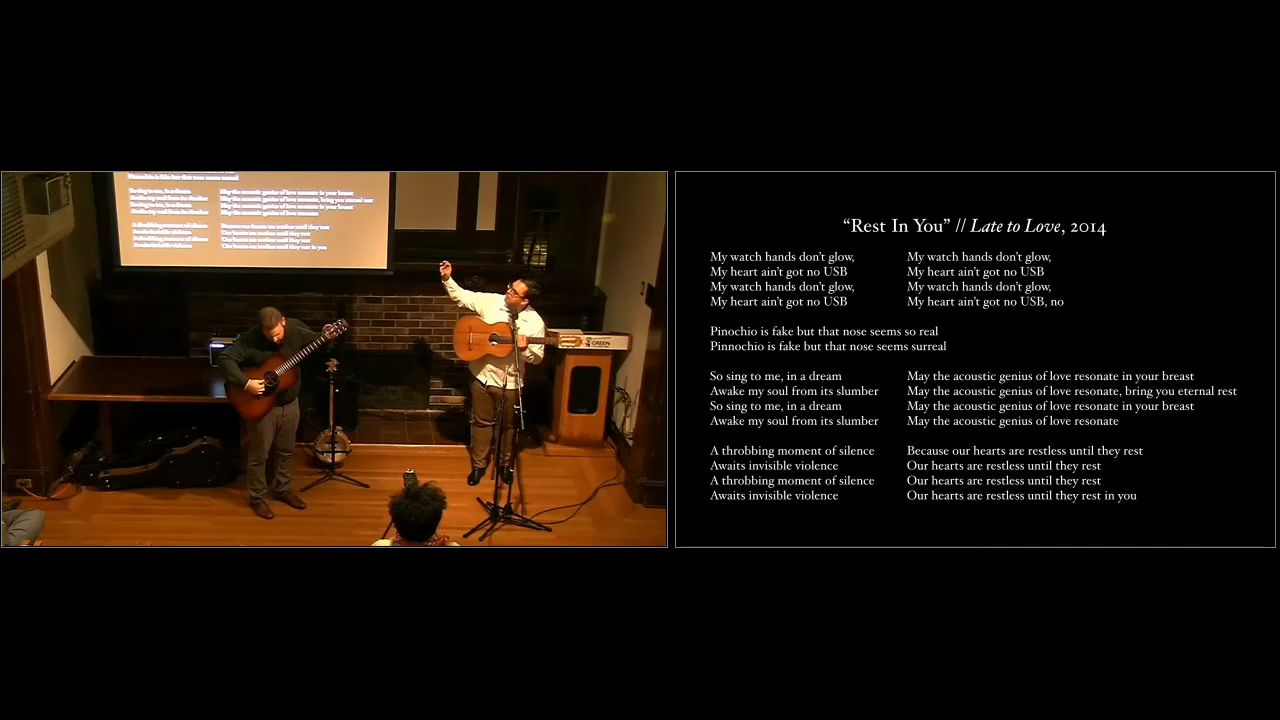 “Rest In You” // Late to Love, 2014
My watch hands don’t glow,
My heart ain’t got no USB
My watch hands don’t glow,
My heart ain’t got no USB
My watch hands don’t glow,
My heart ain’t got no USB
My watch hands don’t glow,
My heart ain’t got no USB, no
Pinochio is fake but that nose seems so real
Pinnochio is fake but that nose seems surreal
So sing to me, in a dream
Awake my soul from its slumber
So sing to me, in a dream
Awake my soul from its slumber
May the acoustic genius of love resonate in your breast
May the acoustic genius of love resonate, bring you eternal rest
May the acoustic genius of love resonate in your breast
May the acoustic genius of love resonate
A throbbing moment of silence
Awaits invisible violence
A throbbing moment of silence
Awaits invisible violence
Because our hearts are restless until they rest
Our hearts are restless until they rest
Our hearts are restless until they rest
Our hearts are restless until they rest in you
GREEN